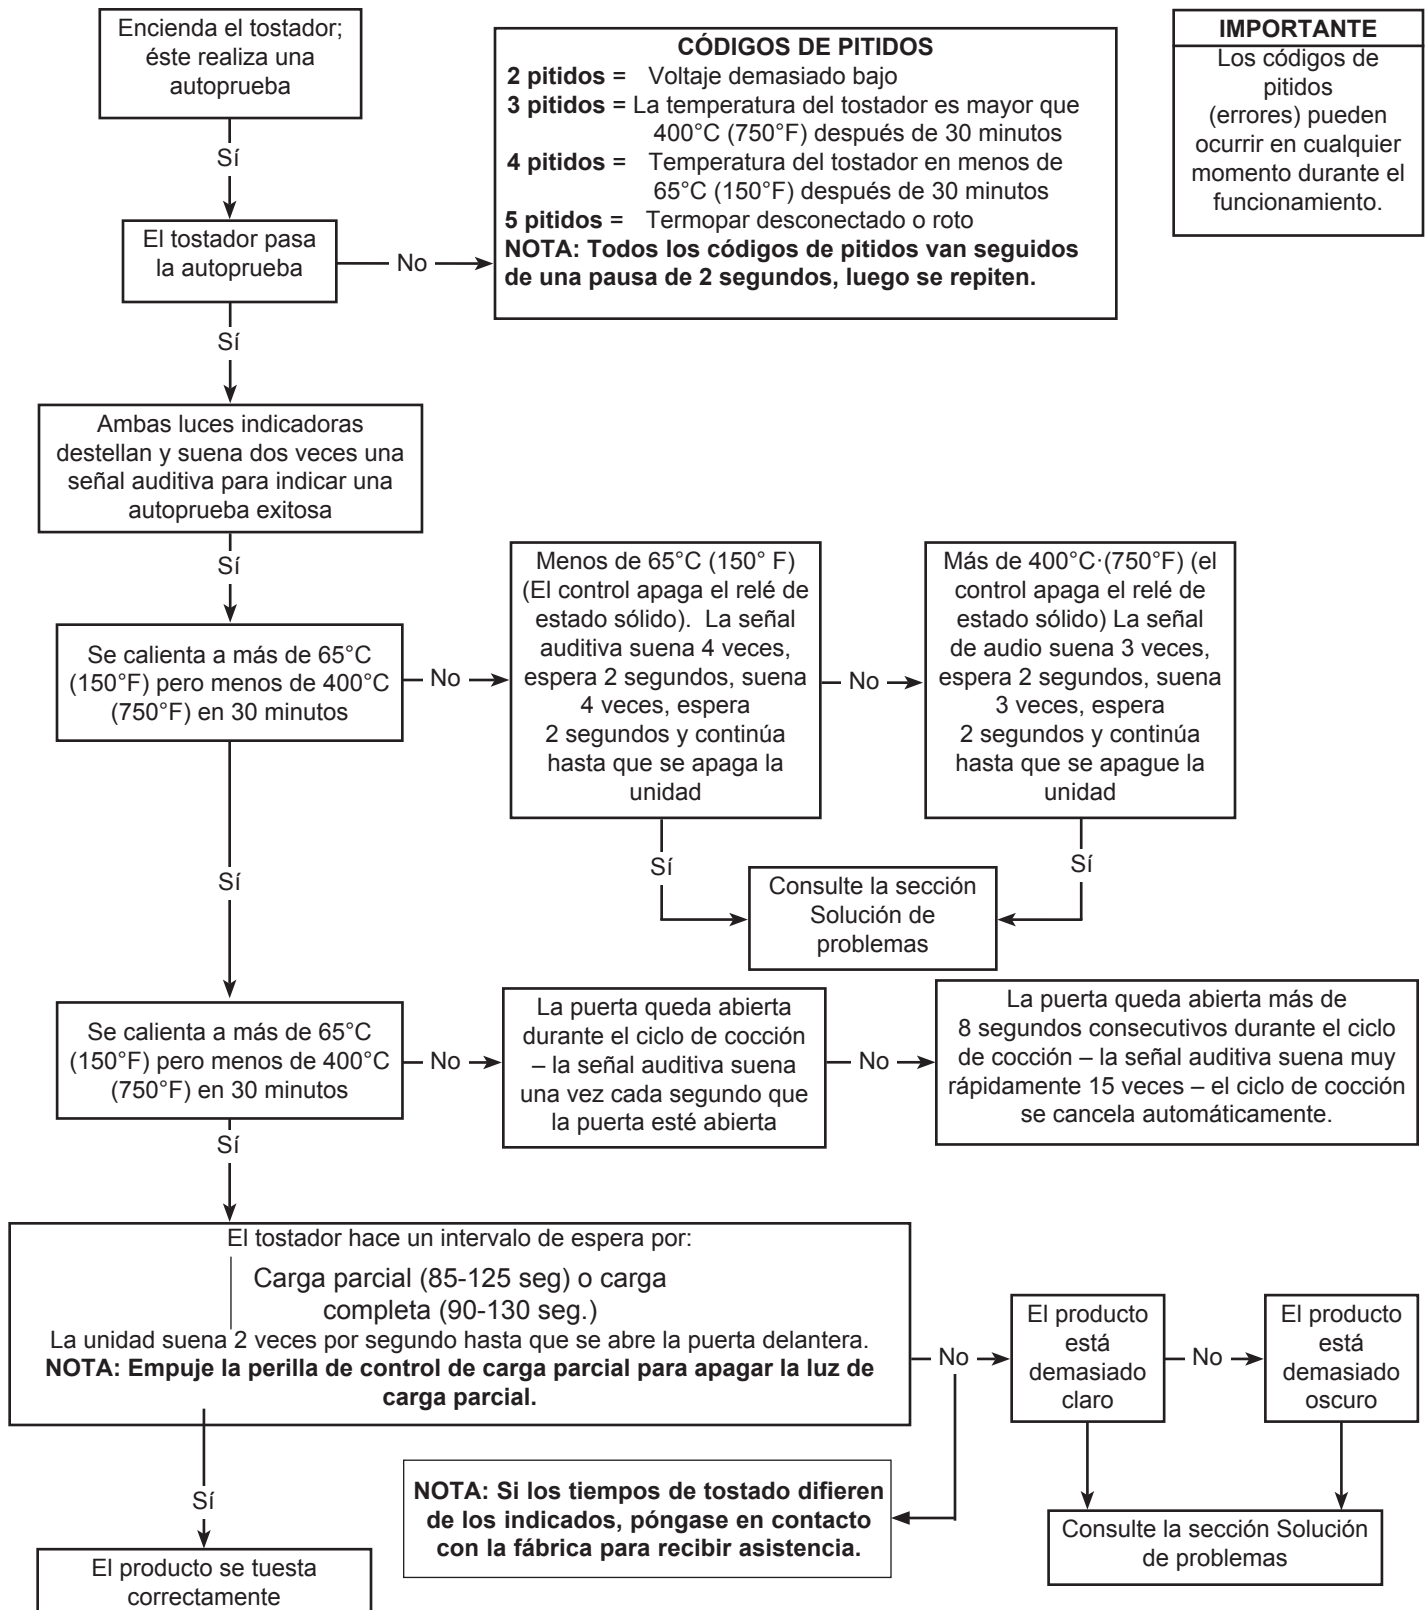 Encienda el tostador;
éste realiza una
autoprueba
CÓDIGOS DE PITIDOS
2 pitidos = Voltaje demasiado bajo
3 pitidos = La temperatura del tostador es mayor que
400°C (750°F) después de 30 minutos
4 pitidos = Temperatura del tostador en menos de
65°C (150°F) después de 30 minutos
5 pitidos = Termopar desconectado o roto
NOTA: Todos los códigos de pitidos van seguidos
de una pausa de 2 segundos, luego se repiten.
IMPORTANTE
Los códigos de
pitidos
(errores) pueden
ocurrir en cualquier
momento durante el
funcionamiento.
Sí
El tostador pasa
la autoprueba
No
Sí
Ambas luces indicadoras
destellan y suena dos veces una
señal auditiva para indicar una
autoprueba exitosa
Sí
Se calienta a más de 65°C
(150°F) pero menos de 400°C
(750°F) en 30 minutos
No
Menos de 65°C (150° F)
(El control apaga el relé de
estado sólido). La señal
auditiva suena 4 veces,
espera 2 segundos, suena
4 veces, espera
2 segundos y continúa
hasta que se apaga la
unidad
No
Más de 400°C·(750°F) (el
control apaga el relé de
estado sólido) La señal
de audio suena 3 veces,
espera 2 segundos, suena
3 veces, espera
2 segundos y continúa
hasta que se apague la
unidad
Sí
Sí
Consulte la sección
Solución de
problemas
Sí
Se calienta a más de 65°C
(150°F) pero menos de 400°C
(750°F) en 30 minutos
No
La puerta queda abierta
durante el ciclo de cocción
– la señal auditiva suena
una vez cada segundo que
la puerta esté abierta
No
La puerta queda abierta más de
8 segundos consecutivos durante el ciclo
de cocción – la señal auditiva suena muy
rápidamente 15 veces – el ciclo de cocción
se cancela automáticamente.
Sí
El tostador hace un intervalo de espera por:
Carga parcial (85-125 seg) o carga
completa (90-130 seg.)
La unidad suena 2 veces por segundo hasta que se abre la puerta delantera.
NOTA: Empuje la perilla de control de carga parcial para apagar la luz de
carga parcial.
No
El producto
está
demasiado
claro
No
El producto
está
demasiado
oscuro
NOTA: Si los tiempos de tostado difieren
de los indicados, póngase en contacto
con la fábrica para recibir asistencia.
Consulte la sección Solución
de problemas
Sí
El producto se tuesta
correctamente